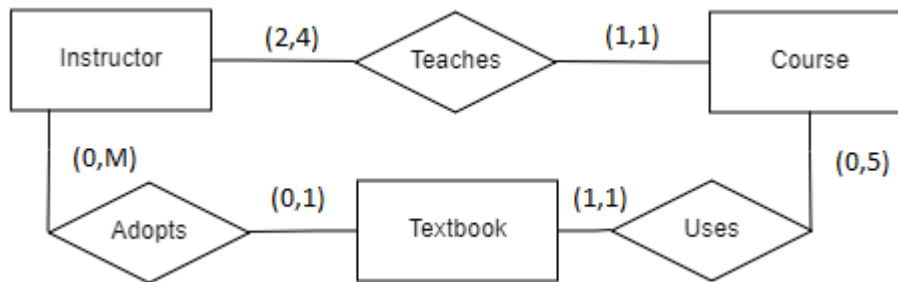 Instructor (2,4) Teaches (1,1) Course
(0,M) (0,5)
Adopts (0,1) Textbook (1,1) Uses